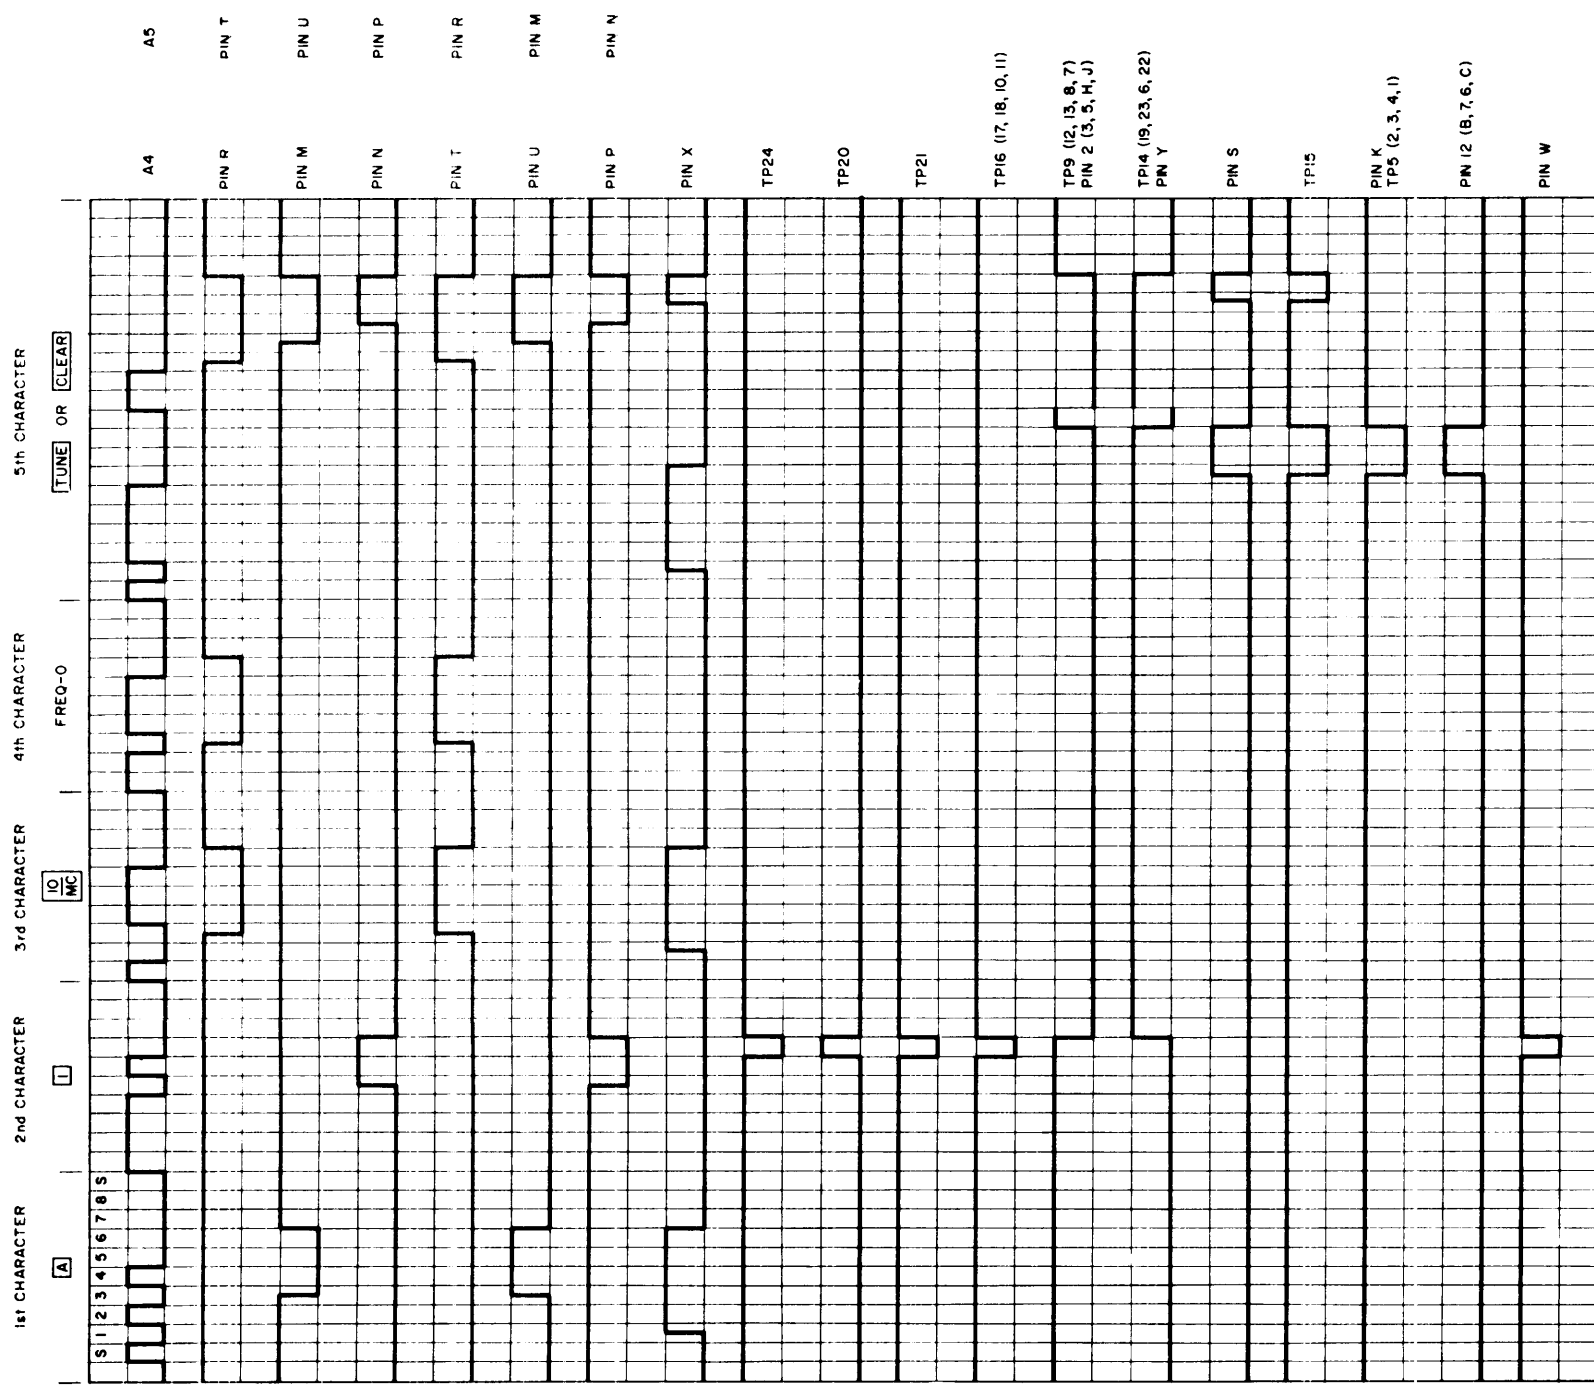 1st CHARACTER
2nd CHARACTER
3rd CHARACTER
4th CHARACTER
5th CHARACTER
A
1
10
MC
FREQ-0
TUNE OR CLEAR
S 1 2 3 4 5 6 7 8 S
A4 A5
PIN R PIN T
PIN M PIN U
PIN N PIN P
PIN T PIN R
PIN U PIN M
PIN P PIN N
PIN X
TP24
TP20
TP21
TP16 (17, 18, 10, 11)
TP9 (12, 13, 8, 7)
PIN 2 (3, 5, H, J)
TP14 (19, 23, 6, 22)
PIN Y
PIN S
TP15
PIN K
TP5 (2, 3, 4, 1)
PIN 12 (B, 7, 6, C)
PIN W